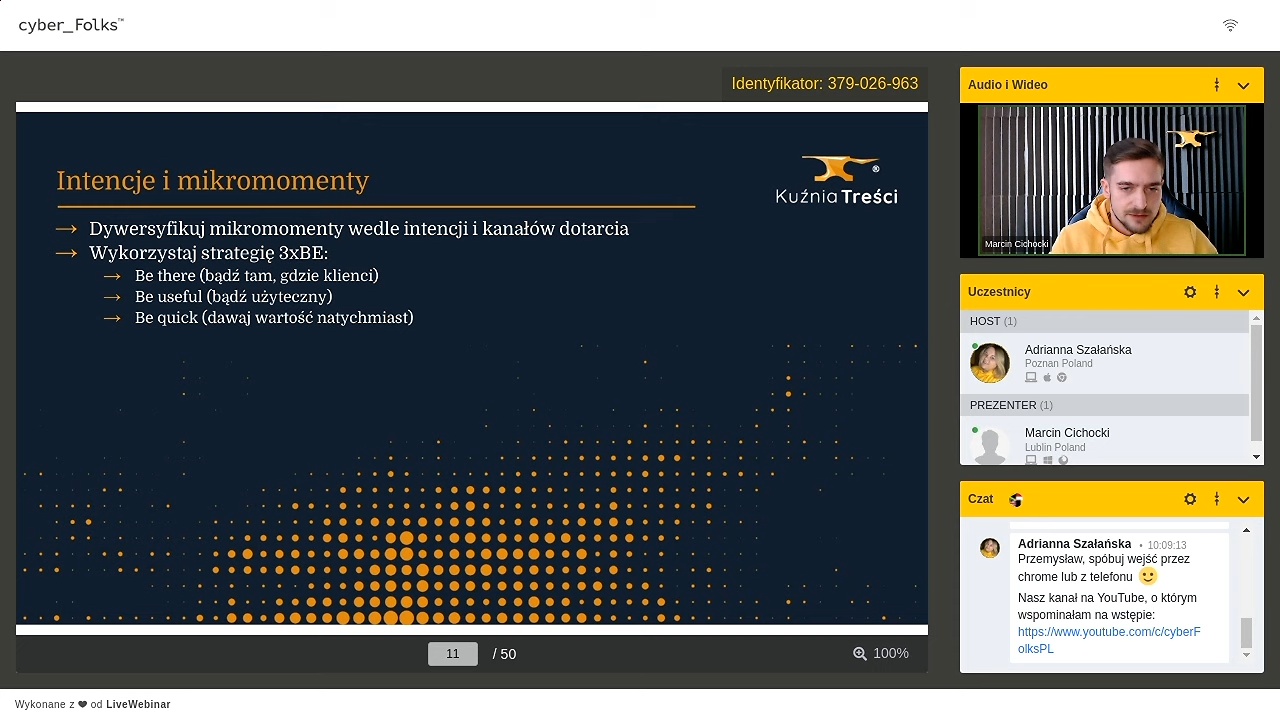 cyber_Folks™
Identyfikator: 379-026-963
Intencje i mikromomenty
Kuźnia Treści ®
→ Dywersyfikuj mikromomenty wedle intencji i kanałów dotarcia
→ Wykorzystaj strategię 3xBE:
→ Be there (bądź tam, gdzie klienci)
→ Be useful (bądź użyteczny)
→ Be quick (dawaj wartość natychmiast)
11 / 50
100%
Audio i Wideo
Marcin Cichocki
Uczestnicy
HOST (1)
Adrianna Szałańska
Poznan Poland
PREZENTER (1)
Marcin Cichocki
Lublin Poland
Czat
Adrianna Szałańska • 10:09:13
Przemysław, spóbuj wejść przez
chrome lub z telefonu 🙂
Nasz kanał na YouTube, o którym
wspominałam na wstępie:
https://www.youtube.com/c/cyberF
olksPL
Wykonane z ❤ od LiveWebinar